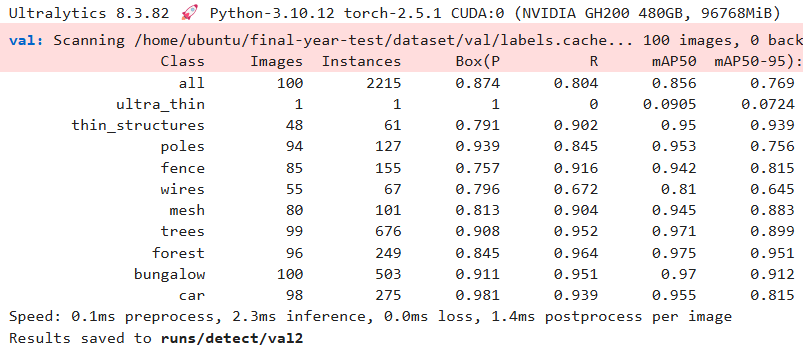 Ultralytics 8.3.82 🚀 Python-3.10.12 torch-2.5.1 CUDA:0 (NVIDIA GH200 480GB, 96768MiB)
val: Scanning /home/ubuntu/final-year-test/dataset/val/labels.cache... 100 images, 0 back
Class Images Instances Box(P R mAP50 mAP50-95):
all 100 2215 0.874 0.804 0.856 0.769
ultra_thin 1 1 1 0 0.0905 0.0724
thin_structures 48 61 0.791 0.902 0.95 0.939
poles 94 127 0.939 0.845 0.953 0.756
fence 85 155 0.757 0.916 0.942 0.815
wires 55 67 0.796 0.672 0.81 0.645
mesh 80 101 0.813 0.904 0.945 0.883
trees 99 676 0.908 0.952 0.971 0.899
forest 96 249 0.845 0.964 0.975 0.951
bungalow 100 503 0.911 0.951 0.97 0.912
car 98 275 0.981 0.939 0.955 0.815
Speed: 0.1ms preprocess, 2.3ms inference, 0.0ms loss, 1.4ms postprocess per image
Results saved to runs/detect/val2